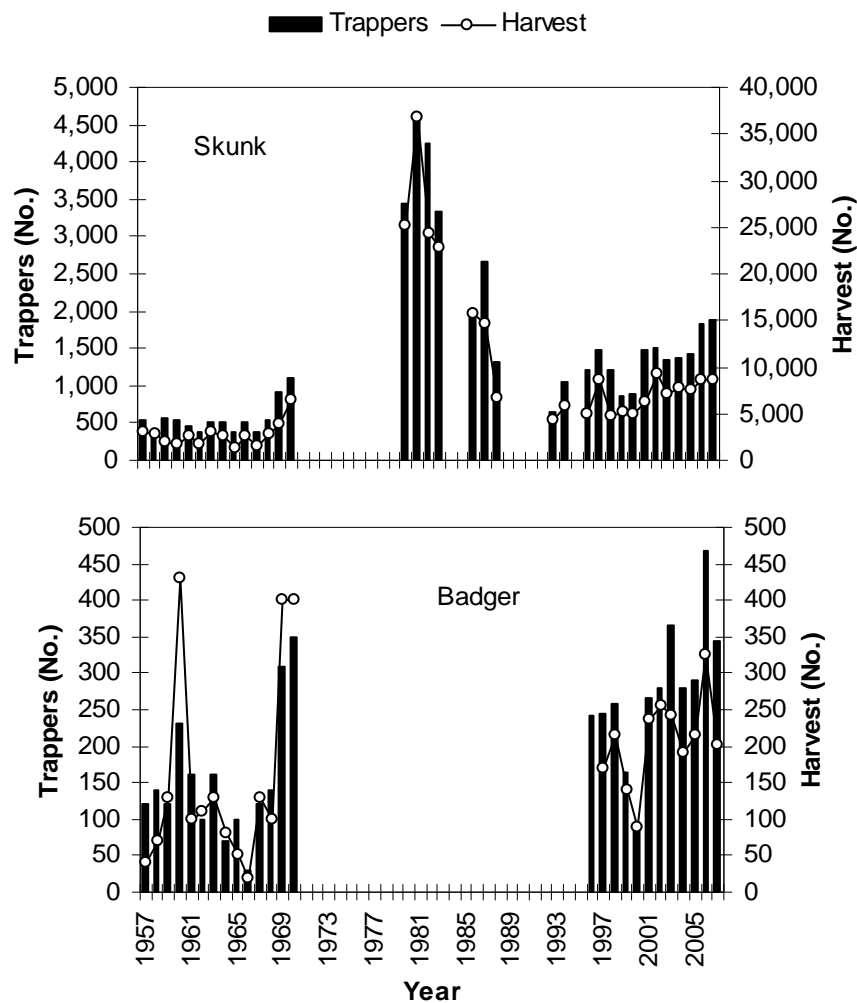 Trappers Harvest
5,000 40,000
4,500 35,000
4,000
3,500 30,000
3,000 25,000
2,500 20,000
2,000
1,500 15,000
1,000 10,000
500 5,000
0 0
Skunk
Trappers (No.)
Harvest (No.)
500 500
450 450
400 400
350 350
300 300
250 250
200 200
150 150
100 100
50 50
0 0
Badger
Trappers (No.)
Harvest (No.)
1957 1961 1965 1969 1973 1977 1981 1985 1989 1993 1997 2001 2005
Year